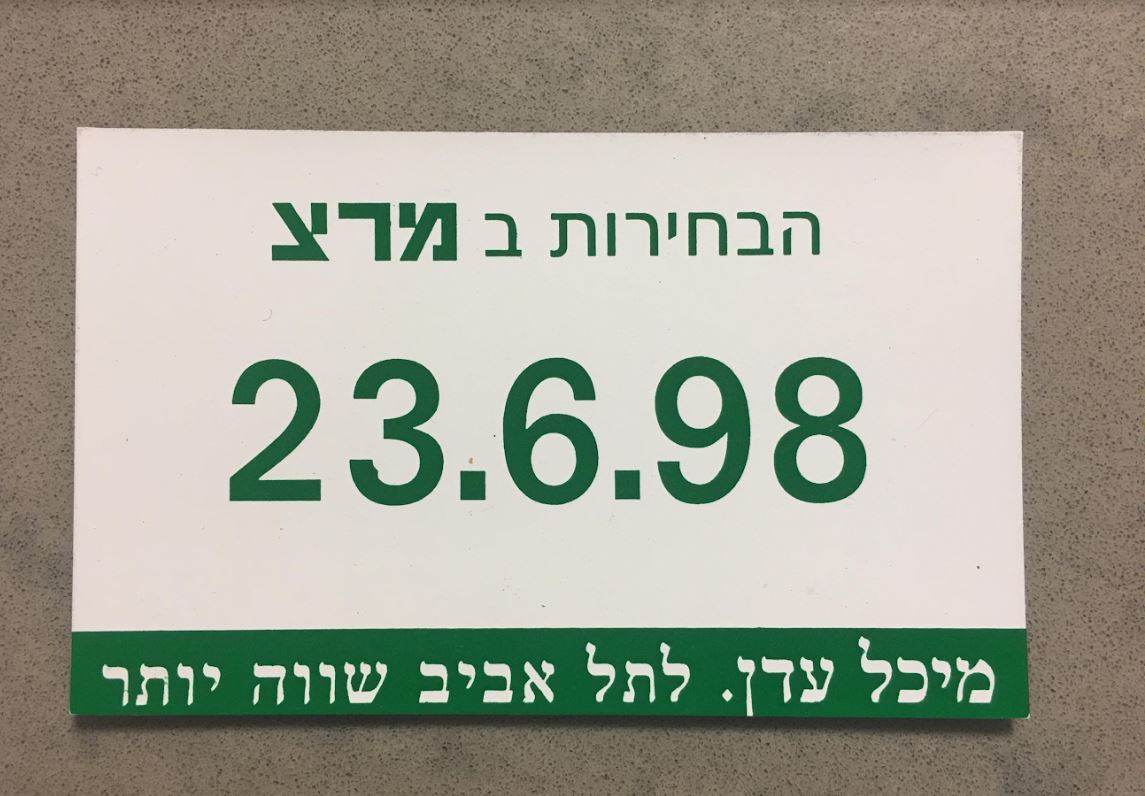 הבחירות ב מרצ
23.6.98
מיכל עדן. לתל אביב שווה יותר